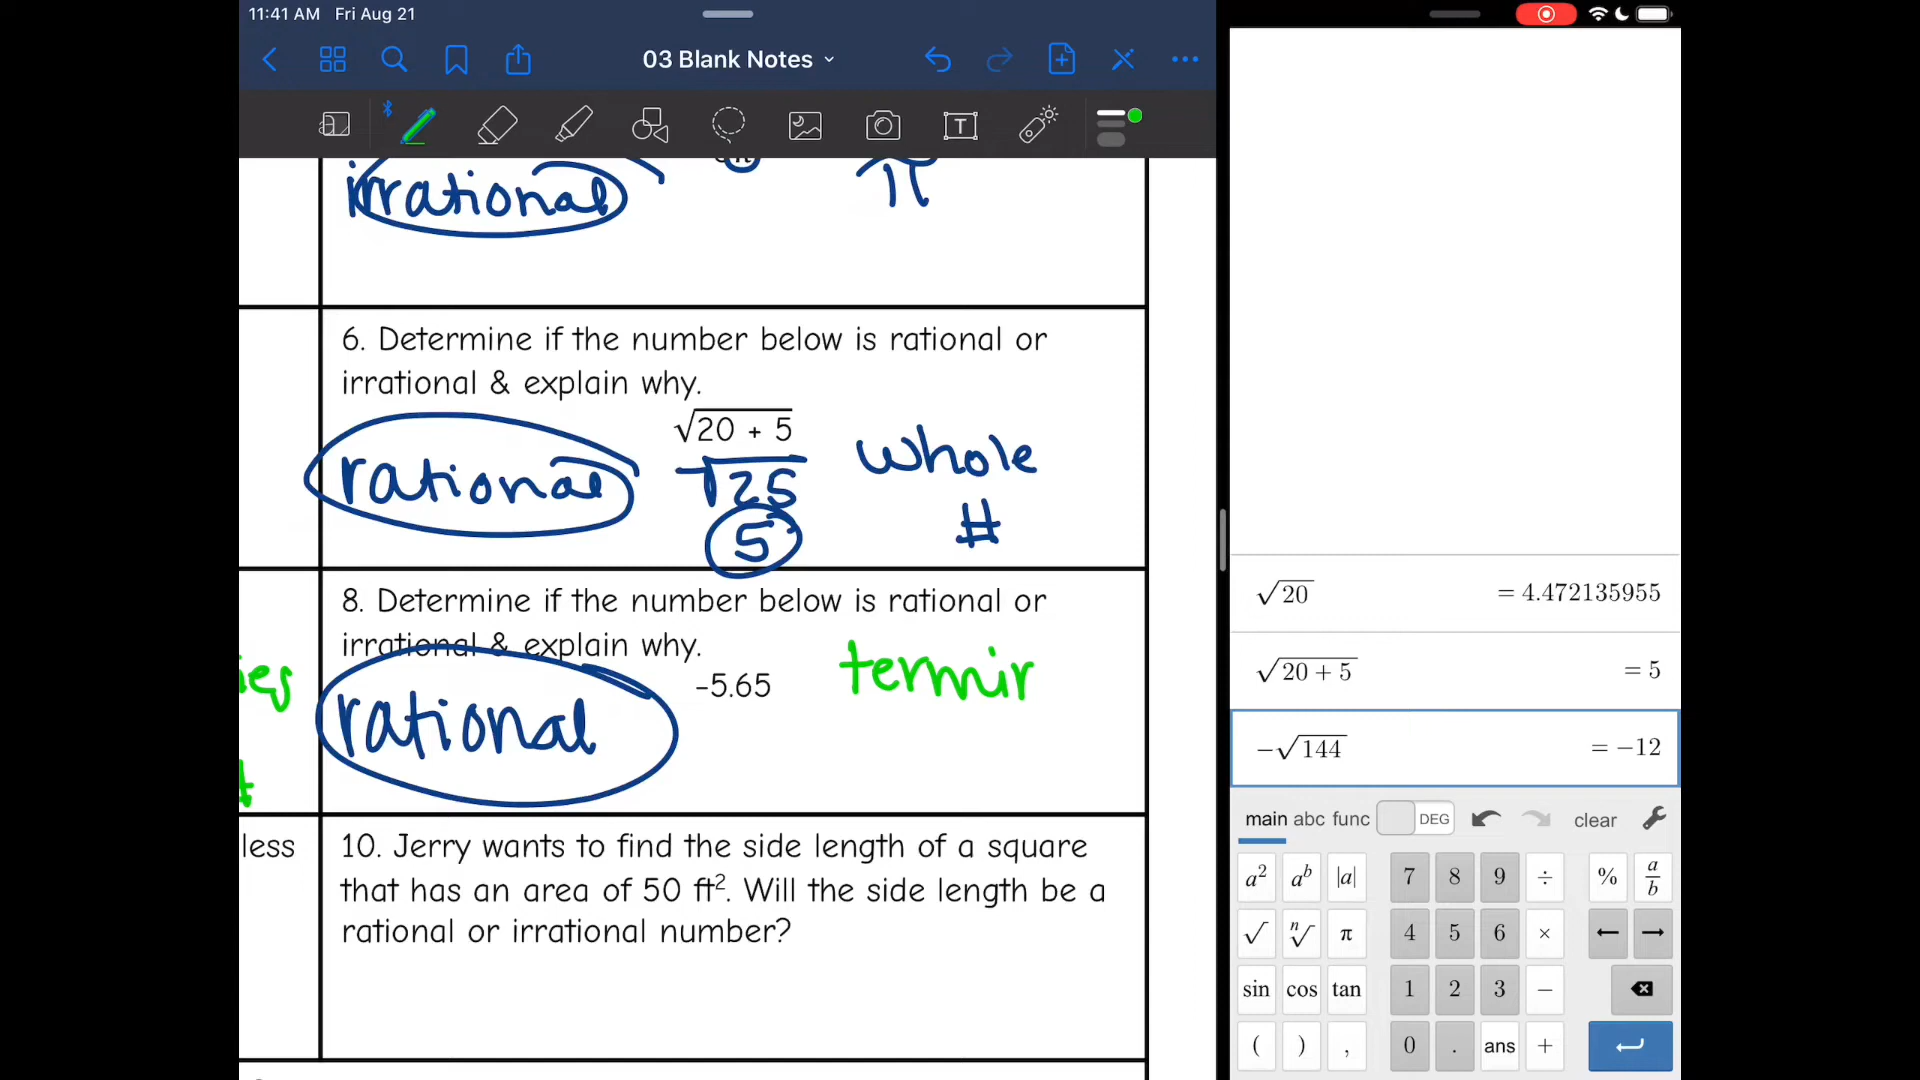 11:41 AM Fri Aug 21
03 Blank Notes
irrational
π
6. Determine if the number below is rational or
irrational & explain why.
√20 + 5
rational
√25
5
whole
#
8. Determine if the number below is rational or
irrational & explain why.
-5.65
rational
termin
less
10. Jerry wants to find the side length of a square
that has an area of 50 ft². Will the side length be a
rational or irrational number?
√20 = 4.472135955
√20 + 5 = 5
−√144 = −12
main abc func DEG clear
a² aᵇ |a| 7 8 9 ÷ % a/b
√ ⁿ√ π 4 5 6 × ← →
sin cos tan 1 2 3 −
( ) , 0 . ans +